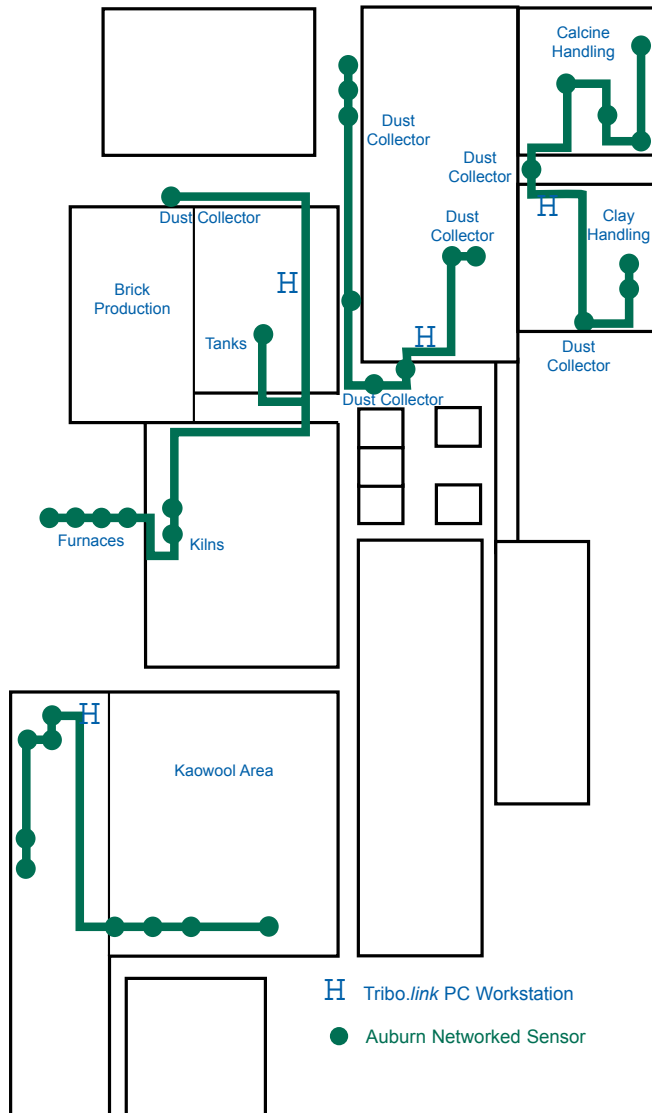 Calcine
Handling
Dust
Collector
Dust
Collector
H
Dust Collector
Dust
Collector
Clay
Handling
H
Brick
Production
Tanks
H
Dust
Collector
Dust Collector
Furnaces
Kilns
H
Kaowool Area
H Tribo.link PC Workstation
Auburn Networked Sensor